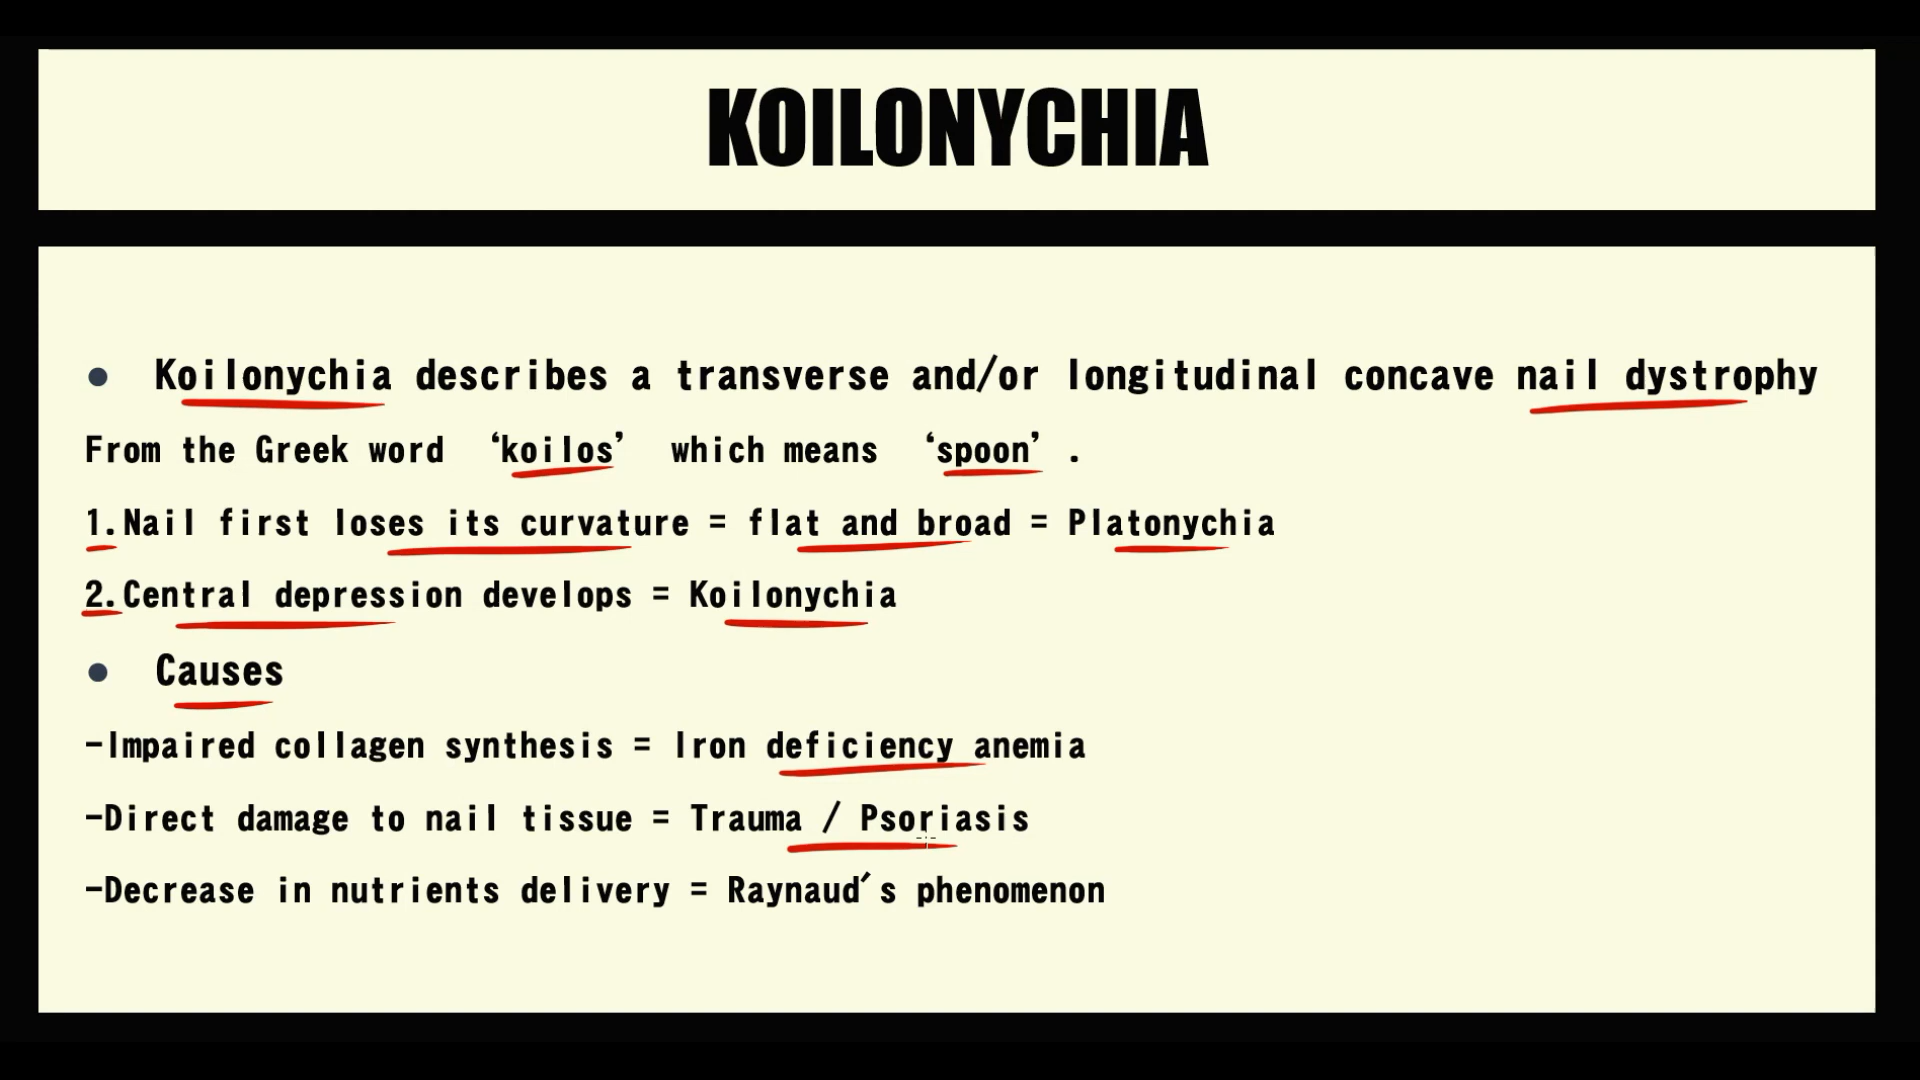 KOILONYCHIA
● Koilonychia describes a transverse and/or longitudinal concave nail dystrophy
From the Greek word ‘koilos’ which means ‘spoon’ .
1.Nail first loses its curvature = flat and broad = Platonychia
2.Central depression develops = Koilonychia
● Causes
-Impaired collagen synthesis = Iron deficiency anemia
-Direct damage to nail tissue = Trauma / Psoriasis
-Decrease in nutrients delivery = Raynaud′s phenomenon